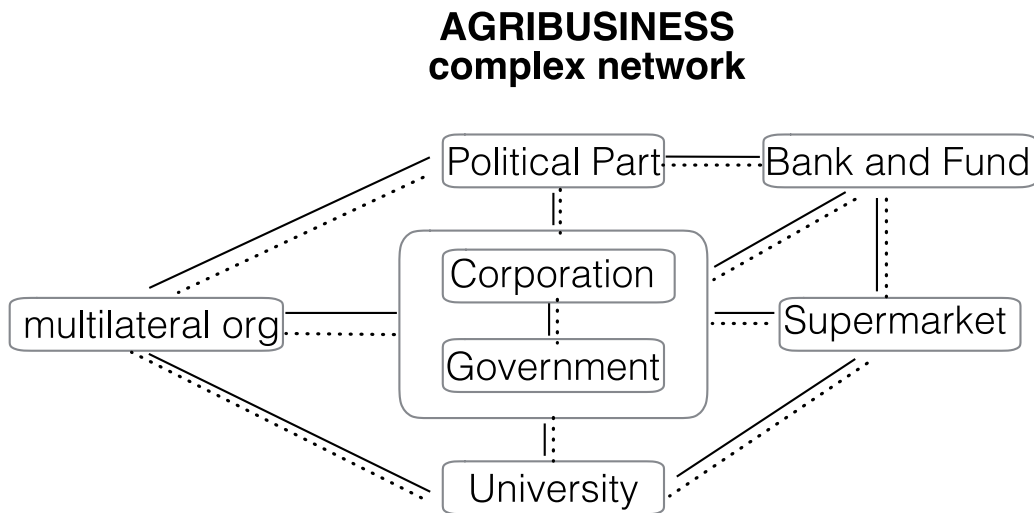 AGRIBUSINESS
complex network
Political Part
Bank and Fund
Corporation
multilateral org
Supermarket
Government
University